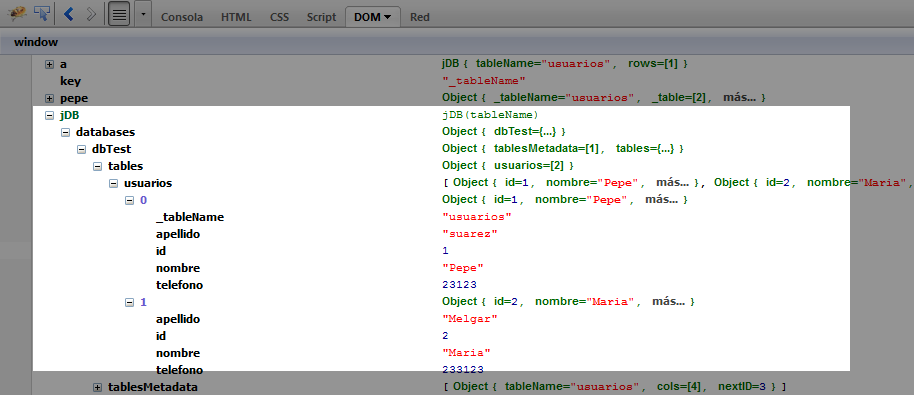 Consola HTML CSS Script DOM Red
window
a jDB { tableName="usuarios", rows=[1] }
key "_tableName"
pepe Object { _tableName="usuarios", _table=[2], más... }
jDB jDB(tableName)
databases Object { dbTest={...} }
dbTest Object { tablesMetadata=[1], tables={...} }
tables Object { usuarios=[2] }
usuarios [ Object { id=1, nombre="Pepe", más... }, Object { id=2, nombre="Maria",
0 Object { id=1, nombre="Pepe", más... }
_tableName "usuarios"
apellido "suarez"
id 1
nombre "Pepe"
telefono 23123
1 Object { id=2, nombre="Maria", más... }
apellido "Melgar"
id 2
nombre "Maria"
telefono 233123
tablesMetadata [ Object { tableName="usuarios", cols=[4], nextID=3 } ]